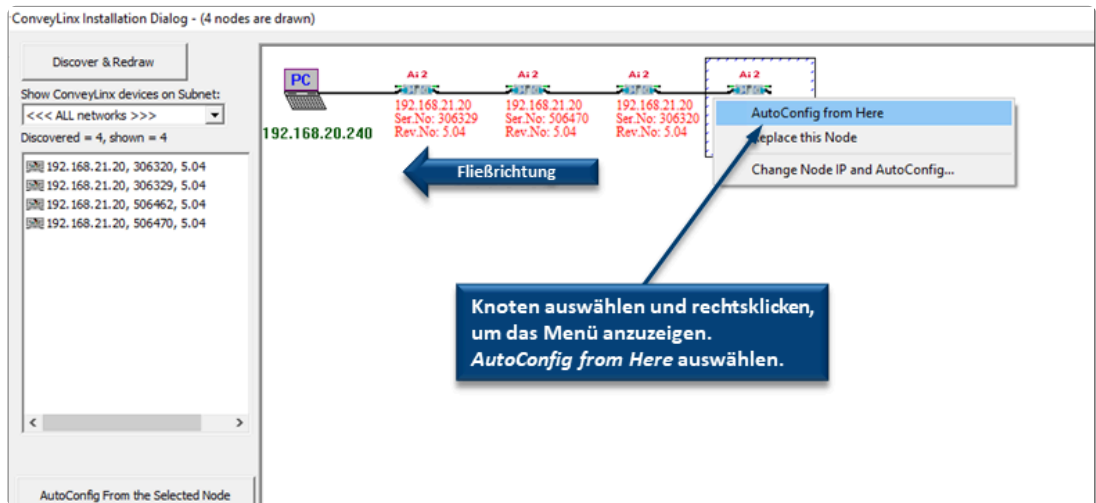 ConveyLinx Installation Dialog - (4 nodes are drawn)
Discover & Redraw
Show ConveyLinx devices on Subnet:
<<< ALL networks >>>
Discovered = 4, shown = 4
192.168.21.20, 306320, 5.04
192.168.21.20, 306329, 5.04
192.168.21.20, 506462, 5.04
192.168.21.20, 506470, 5.04
AutoConfig From the Selected Node
PC
192.168.20.240
Ai 2
192.168.21.20
Ser.No: 306329
Rev.No: 5.04
Ai 2
192.168.21.20
Ser.No: 506470
Rev.No: 5.04
Ai 2
192.168.21.20
Ser.No: 306320
Rev.No: 5.04
Ai 2
AutoConfig from Here
Replace this Node
Change Node IP and AutoConfig...
Fließrichtung
Knoten auswählen und rechtsklicken,
um das Menü anzuzeigen.
AutoConfig from Here auswählen.